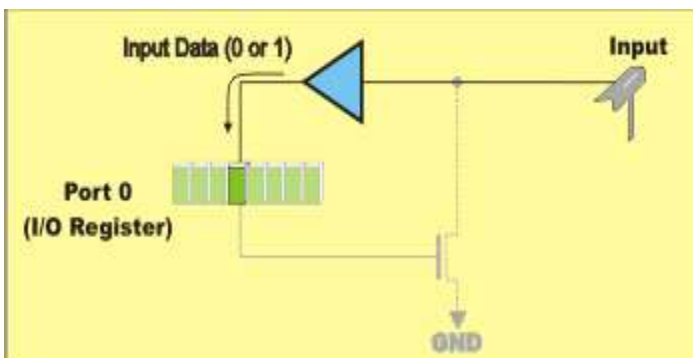 Input Data (0 or 1)
Input
Port 0
(I/O Register)
GND